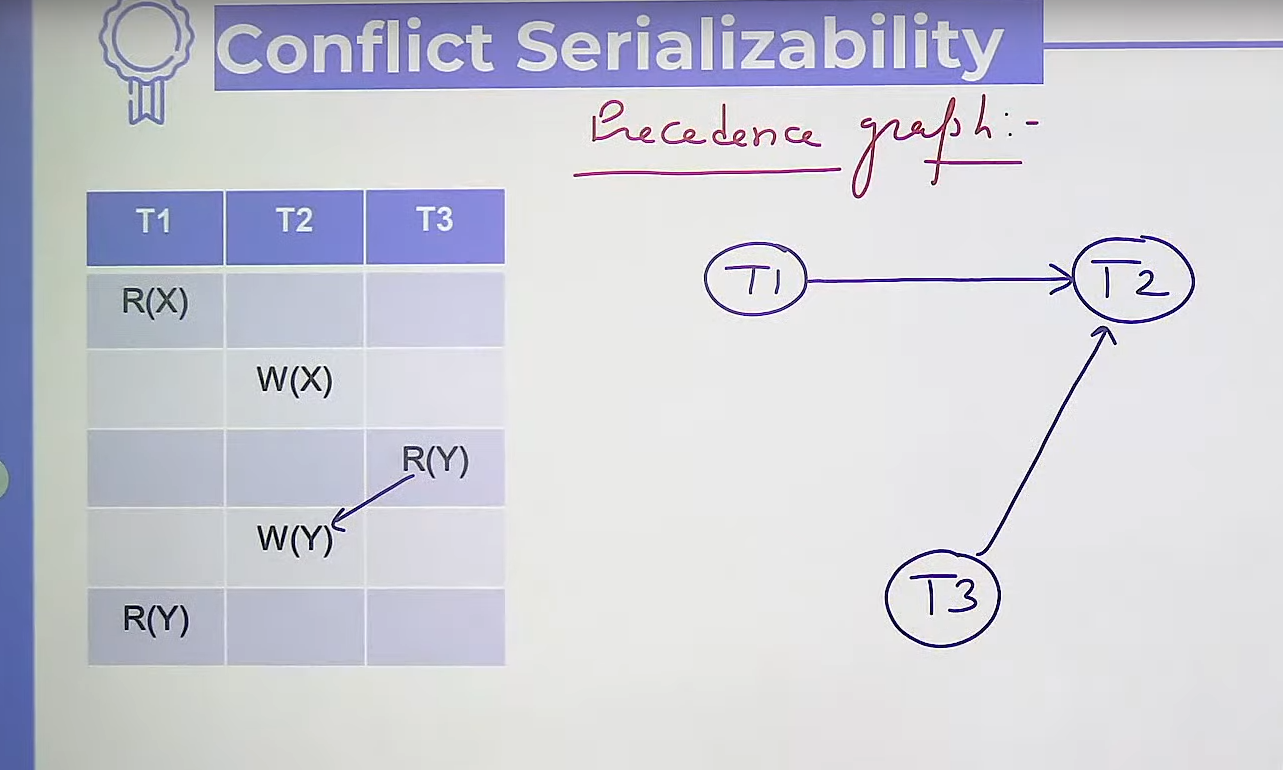 Conflict Serializability
Precedence graph:-
T1 T2 T3
R(X)
W(X)
R(Y)
W(Y)
R(Y)
T1
T2
T3